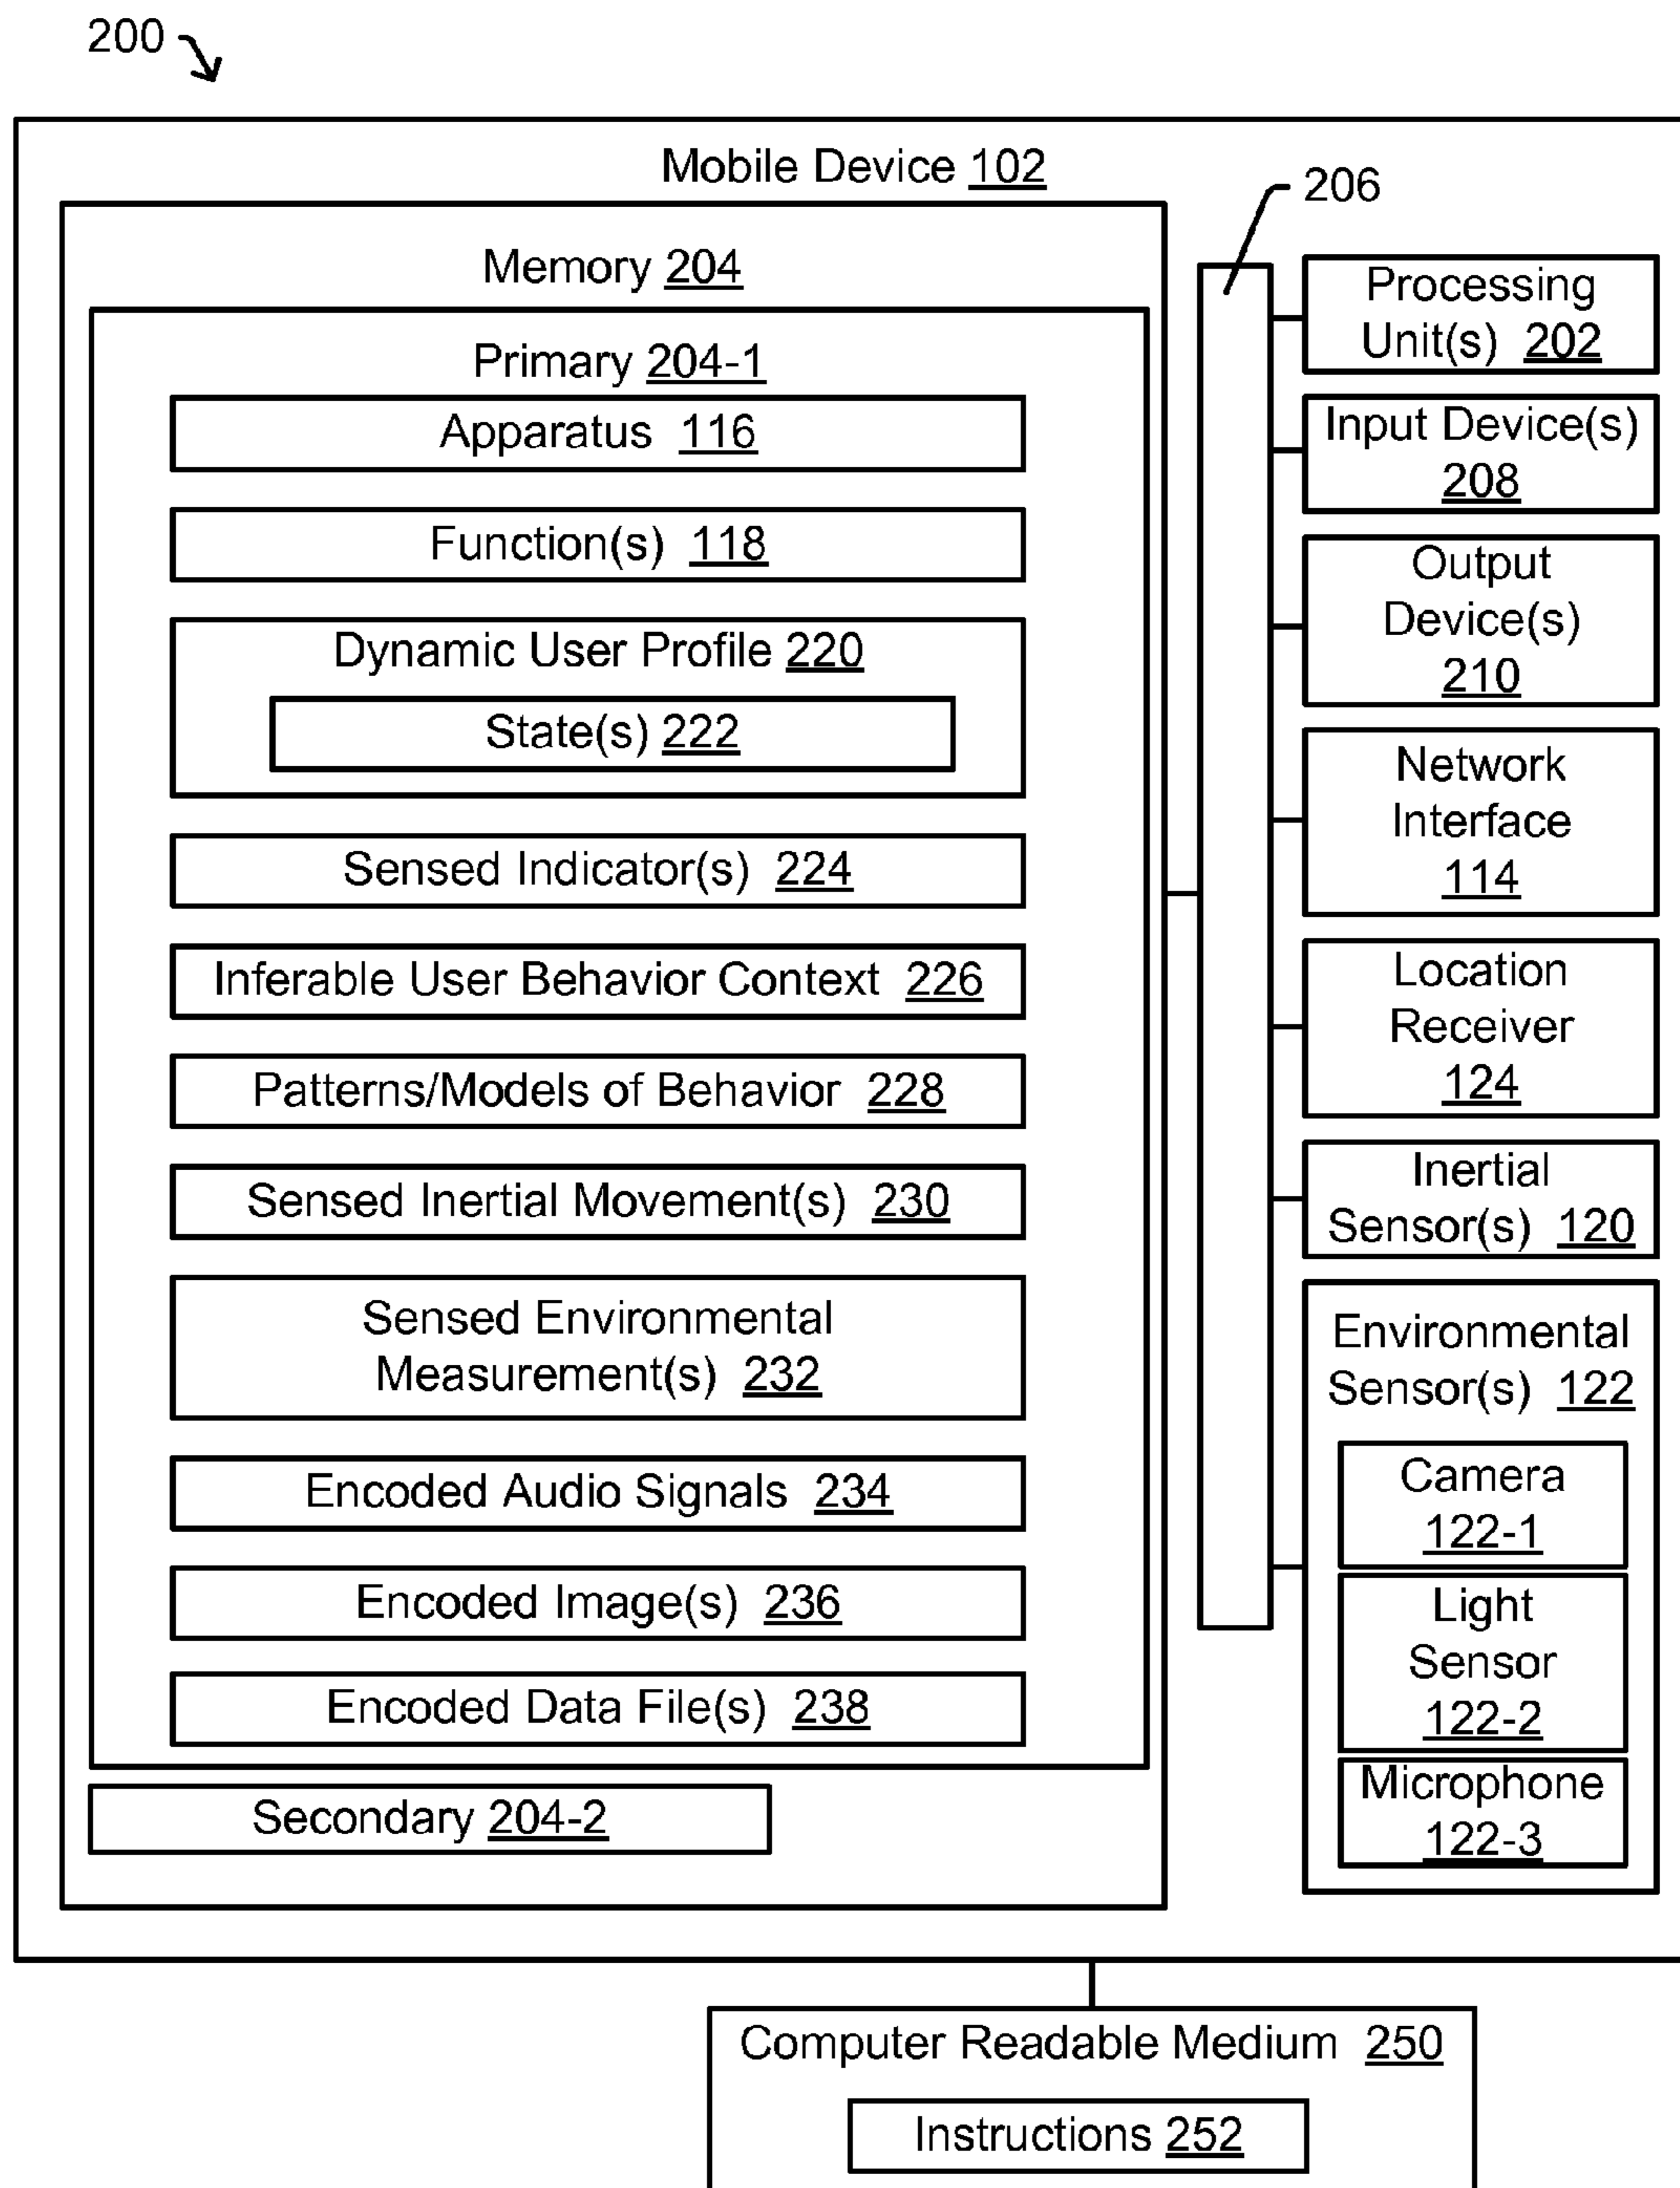 200
Mobile Device 102
206
Memory 204
Primary 204-1
Apparatus 116
Function(s) 118
Dynamic User Profile 220
State(s) 222
Sensed Indicator(s) 224
Inferable User Behavior Context 226
Patterns/Models of Behavior 228
Sensed Inertial Movement(s) 230
Sensed Environmental
Measurement(s) 232
Encoded Audio Signals 234
Encoded Image(s) 236
Encoded Data File(s) 238
Secondary 204-2
Processing
Unit(s) 202
Input Device(s)
208
Output
Device(s)
210
Network
Interface
114
Location
Receiver
124
Inertial
Sensor(s) 120
Environmental
Sensor(s) 122
Camera
122-1
Light
Sensor
122-2
Microphone
122-3
Computer Readable Medium 250
Instructions 252